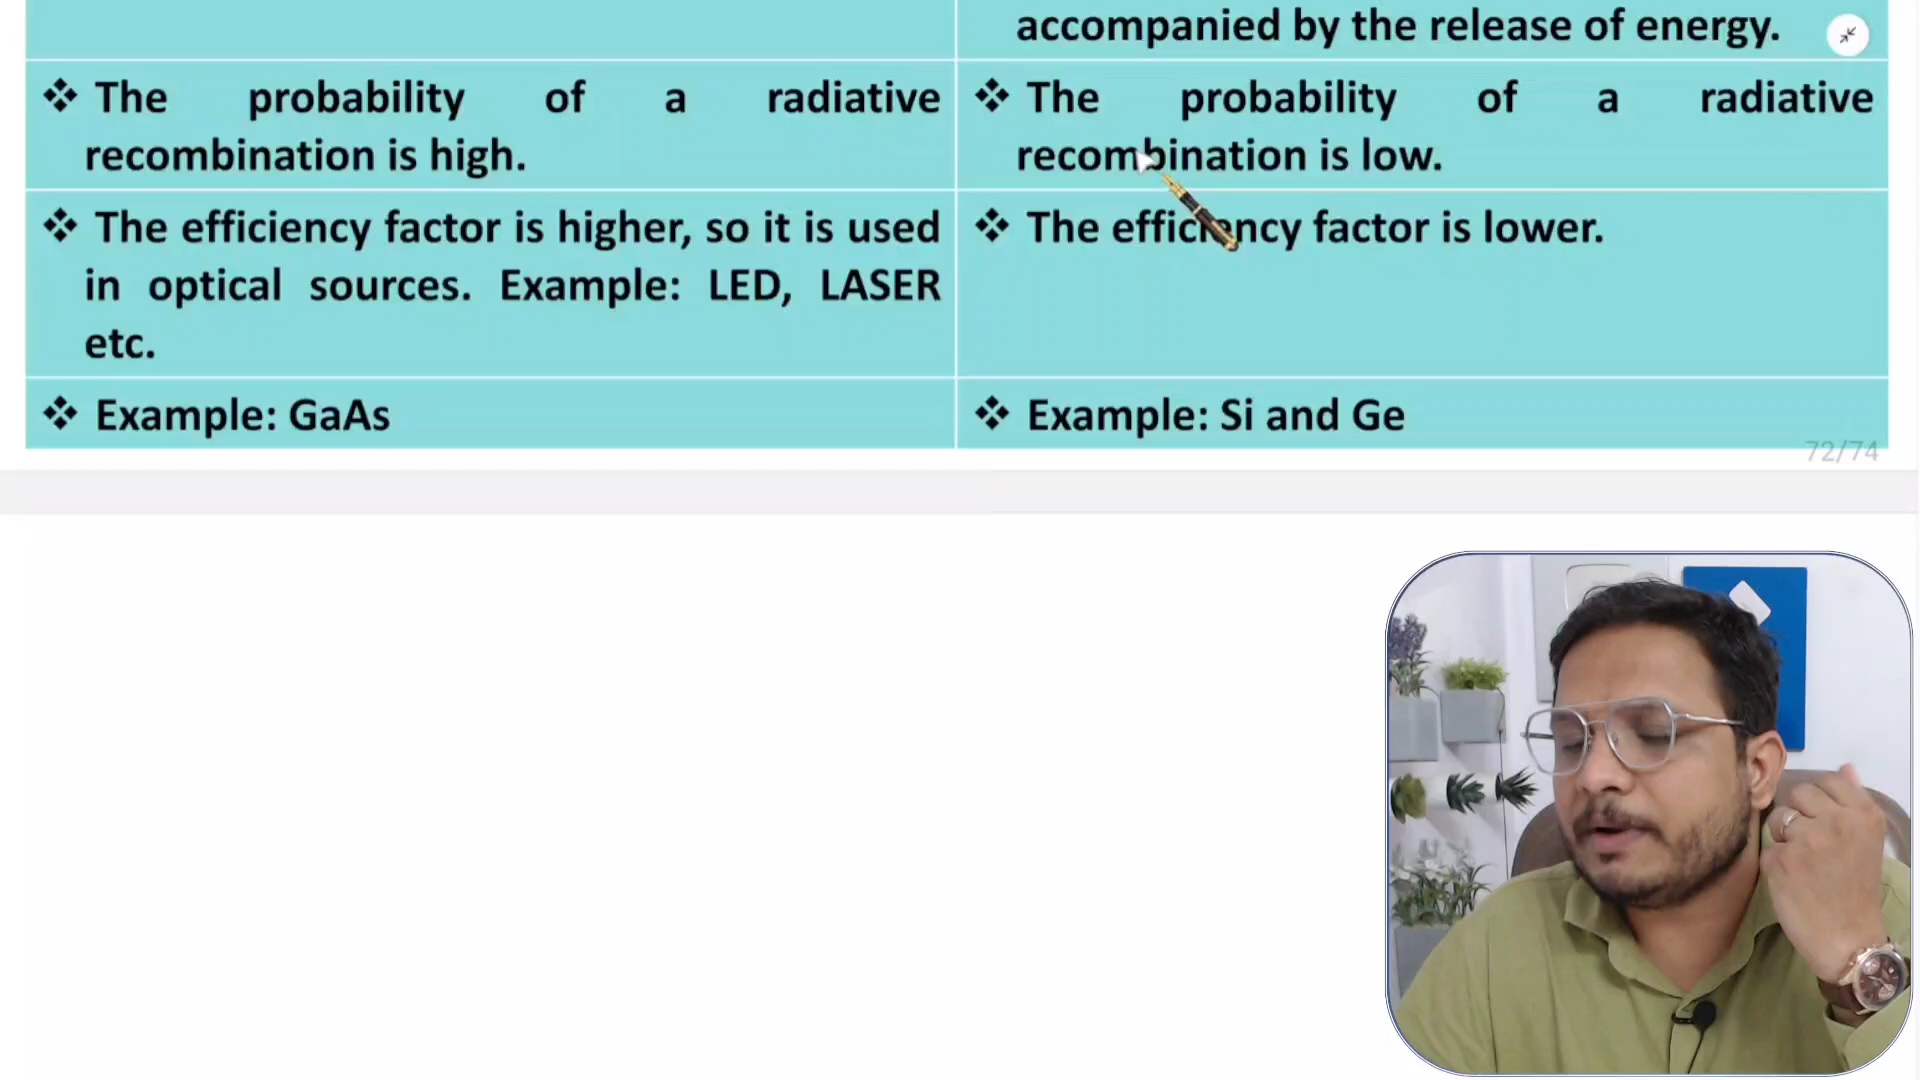 accompanied by the release of energy.
❖ The probability of a radiative
recombination is high.
❖ The probability of a radiative
recombination is low.
❖ The efficiency factor is higher, so it is used
in optical sources. Example: LED, LASER
etc.
❖ The efficiency factor is lower.
❖ Example: GaAs
❖ Example: Si and Ge
72/74